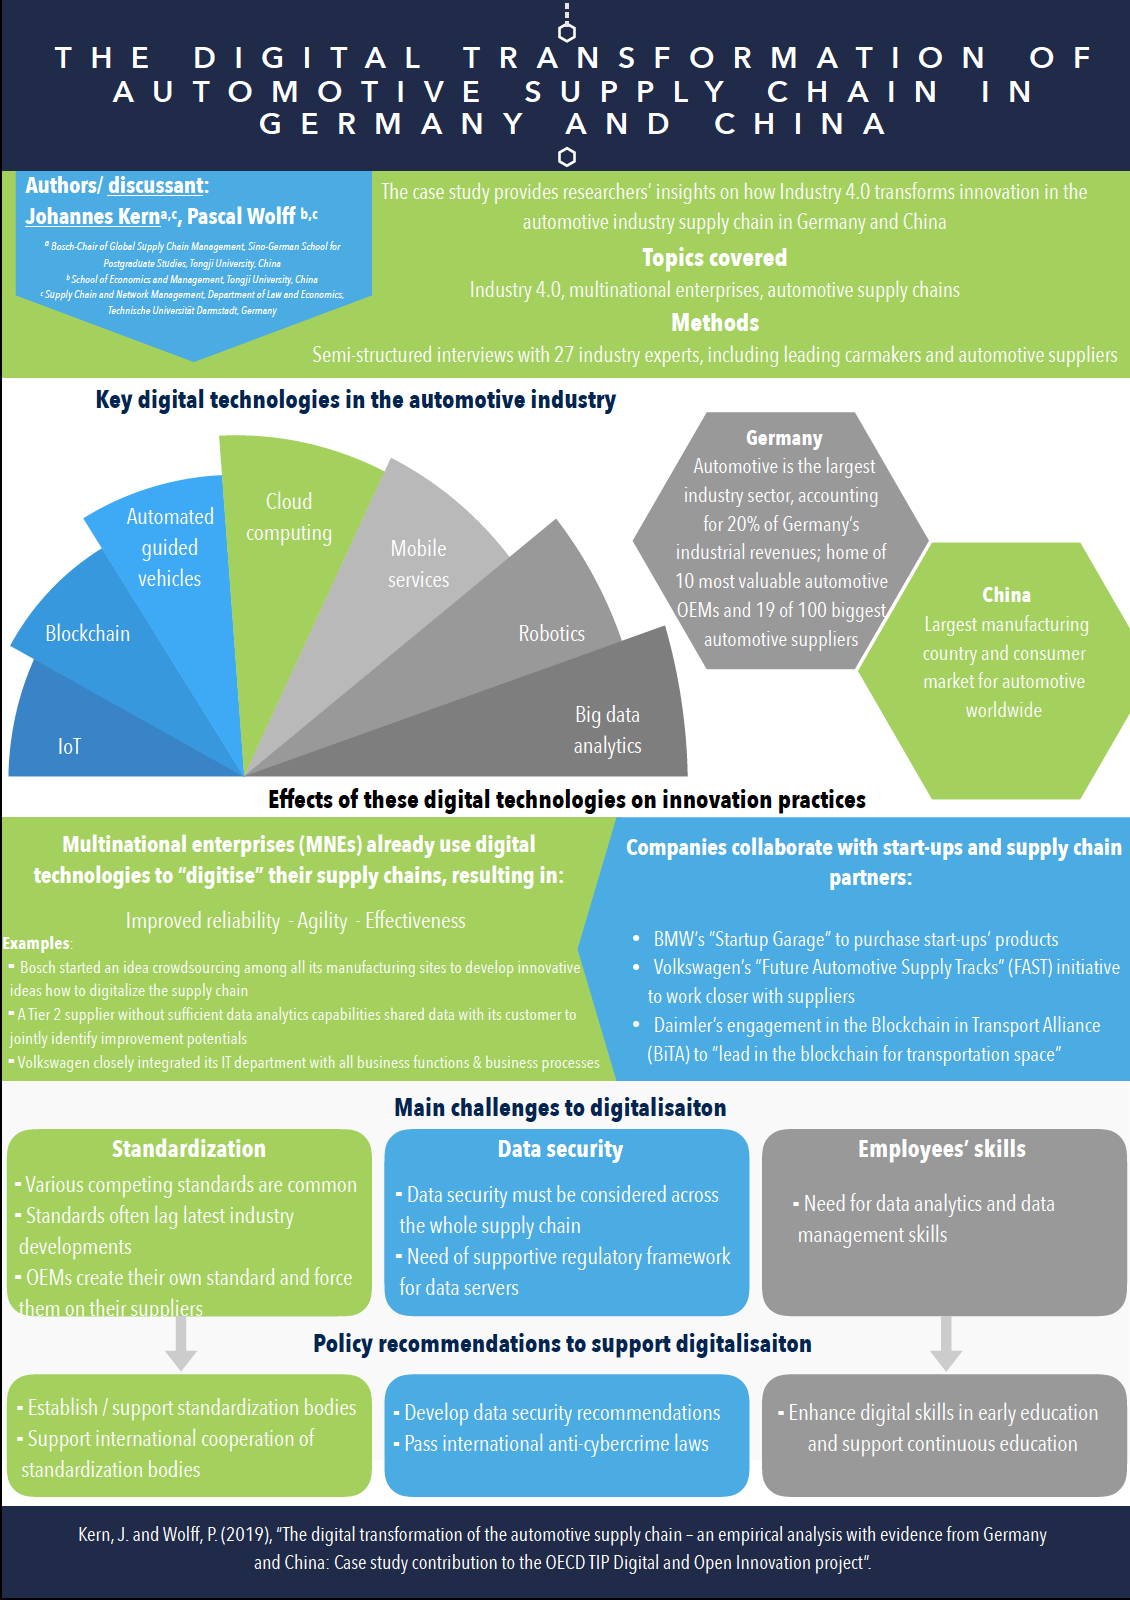 THE DIGITAL TRANSFORMATION OF
AUTOMOTIVE SUPPLY CHAIN IN
GERMANY AND CHINA
Authors/ discussant:
Johannes Kern a,c, Pascal Wolff b,c
a Bosch-Chair of Global Supply Chain Management, Sino-German School for
Postgraduate Studies, Tongji University, China
b School of Economics and Management, Tongji University, China
c Supply Chain and Network Management, Department of Law and Economics,
Technische Universität Darmstadt, Germany
The case study provides researchers' insights on how Industry 4.0 transforms innovation in the
automotive industry supply chain in Germany and China
Topics covered
Industry 4.0, multinational enterprises, automotive supply chains
Methods
Semi-structured interviews with 27 industry experts, including leading carmakers and automotive suppliers
Key digital technologies in the automotive industry
IoT
Blockchain
Automated
guided
vehicles
Cloud
computing
Mobile
services
Robotics
Big data
analytics
Germany
Automotive is the largest
industry sector, accounting
for 20% of Germany's
industrial revenues; home of
10 most valuable automotive
OEMs and 19 of 100 biggest
automotive suppliers
China
Largest manufacturing
country and consumer
market for automotive
worldwide
Effects of these digital technologies on innovation practices
Multinational enterprises (MNEs) already use digital
technologies to “digitise” their supply chains, resulting in:
Improved reliability - Agility - Effectiveness
Examples:
- Bosch started an idea crowdsourcing among all its manufacturing sites to develop innovative
ideas how to digitalize the supply chain
- A Tier 2 supplier without sufficient data analytics capabilities shared data with its customer to
jointly identify improvement potentials
- Volkswagen closely integrated its IT department with all business functions & business processes
Companies collaborate with start-ups and supply chain
partners:
• BMW's "Startup Garage" to purchase start-ups' products
• Volkswagen's "Future Automotive Supply Tracks" (FAST) initiative
to work closer with suppliers
• Daimler's engagement in the Blockchain in Transport Alliance
(BiTA) to "lead in the blockchain for transportation space"
Main challenges to digitalisaiton
Standardization
- Various competing standards are common
- Standards often lag latest industry
developments
- OEMs create their own standard and force
them on their suppliers
Data security
- Data security must be considered across
the whole supply chain
- Need of supportive regulatory framework
for data servers
Employees' skills
- Need for data analytics and data
management skills
Policy recommendations to support digitalisaiton
- Establish / support standardization bodies
- Support international cooperation of
standardization bodies
- Develop data security recommendations
- Pass international anti-cybercrime laws
- Enhance digital skills in early education
and support continuous education
Kern, J. and Wolff, P. (2019), “The digital transformation of the automotive supply chain – an empirical analysis with evidence from Germany
and China: Case study contribution to the OECD TIP Digital and Open Innovation project”.